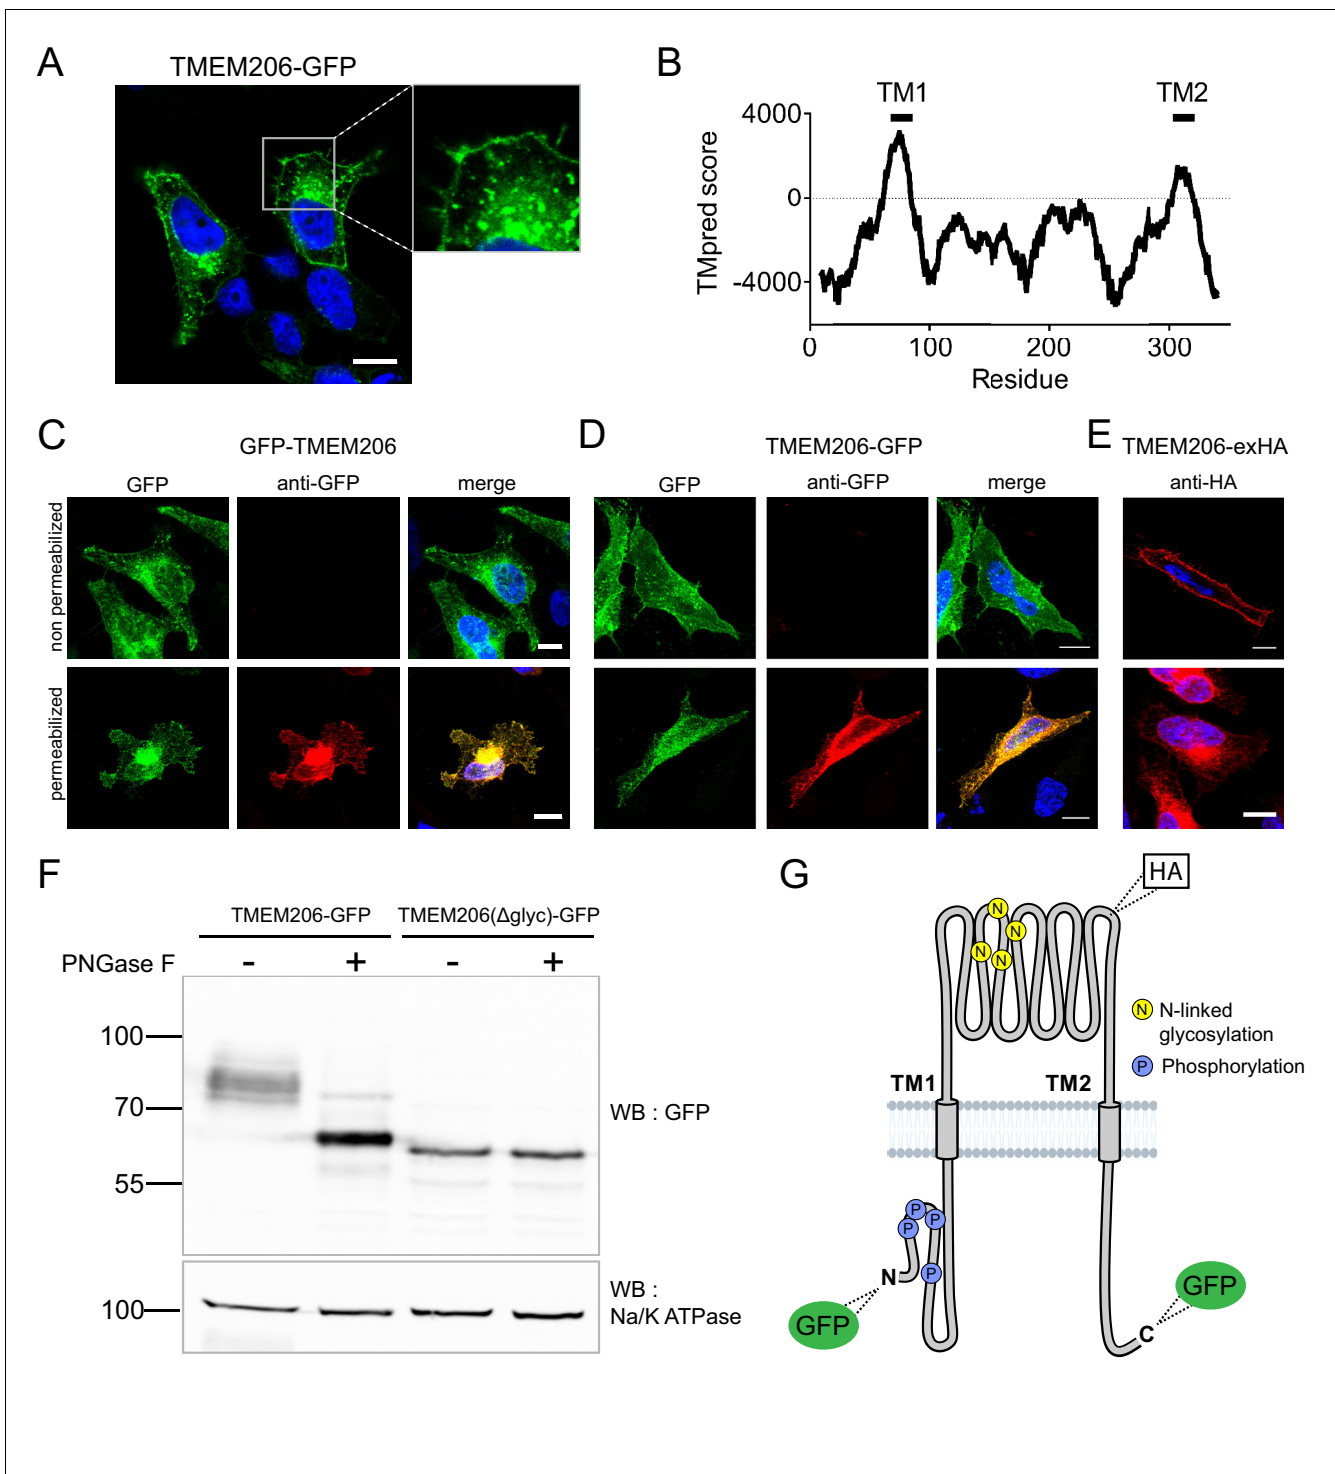 A
TMEM206-GFP
B
TM1
TM2
4000
0
-4000
TMpred score
0
100
200
300
Residue
C
GFP-TMEM206
GFP
anti-GFP
merge
non permeabilized
permeabilized
D
TMEM206-GFP
GFP
anti-GFP
merge
E
TMEM206-exHA
anti-HA
F
TMEM206-GFP
TMEM206(Δglyc)-GFP
PNGase F
-
+
-
+
100
70
55
WB : GFP
100
WB :
Na/K ATPase
G
HA
N
N
N
N
N
N-linked
glycosylation
P
Phosphorylation
TM1
TM2
P
P
P
P
N
GFP
GFP
C